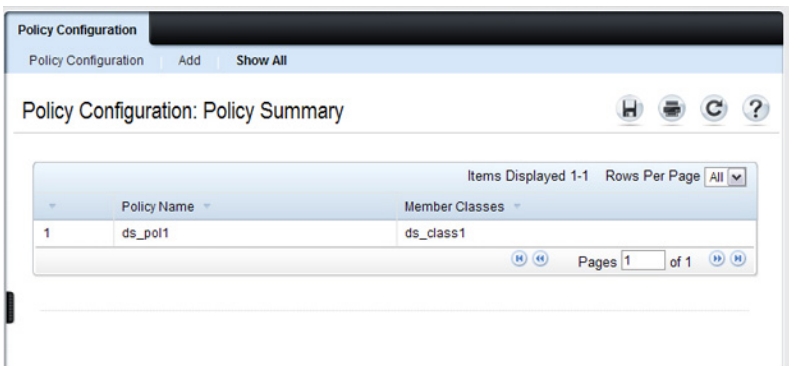 Policy Configuration
Policy Configuration Add Show All
Policy Configuration: Policy Summary
Items Displayed 1-1 Rows Per Page All
Policy Name Member Classes
1 ds_pol1 ds_class1
Pages 1 of 1